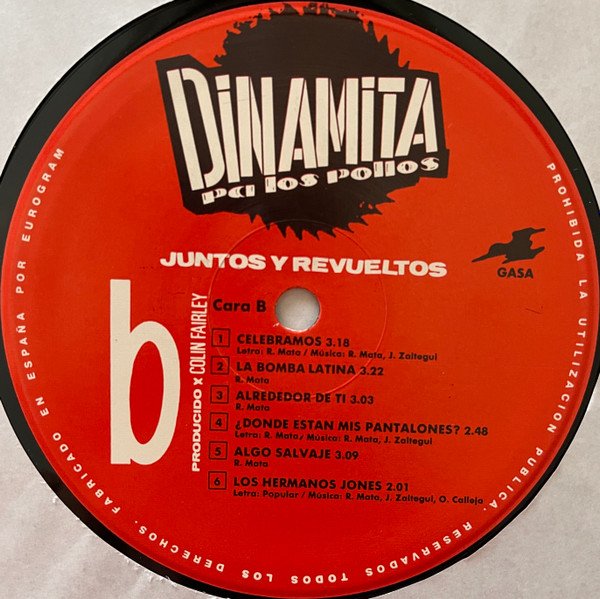 DINAMITA
pa los pollos
JUNTOS Y REVUELTOS
GASA
b
PRODUCIDO X COLIN FAIRLEY
Cara B
1 CELEBRAMOS 3.18
Letra: R. Mata / Música: R. Mata, J. Zaitegui
2 LA BOMBA LATINA 3.22
R. Mata
3 ALREDEDOR DE TI 3.03
R. Mata
4 ¿DONDE ESTAN MIS PANTALONES? 2.48
Letra: R. Mata / Música: R. Mata, J. Zaitegui
5 ALGO SALVAJE 3.09
R. Mata
6 LOS HERMANOS JONES 2.01
Letra: Popular / Música: R. Mata, J. Zaitegui, O. Calleja
PROHIBIDA LA UTILIZACION PUBLICA. RESERVADOS TODOS LOS DERECHOS. FABRICADO EN ESPAÑA POR EUROGRAM